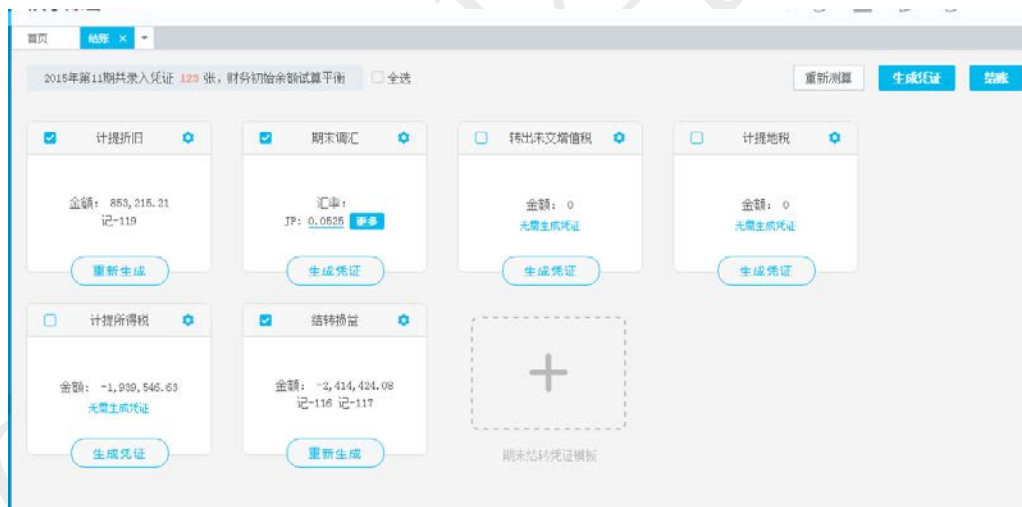 首页 结账 ×
2015年第11期共录入凭证 123 张，财务初始余额试算平衡 全选 重新测算 生成凭证 结账
计提折旧 期末调汇 转出未交增值税 计提地税
金额： 853,215.21 汇率： 金额： 0 金额： 0
记-119 JP: 0.0525 更多 无需生成凭证 无需生成凭证
重新生成 生成凭证 生成凭证 生成凭证
计提所得税 结转损益
金额： -1,939,546.63 金额： -2,414,424.08
无需生成凭证 记-116 记-117
生成凭证 重新生成 期末结转凭证模板